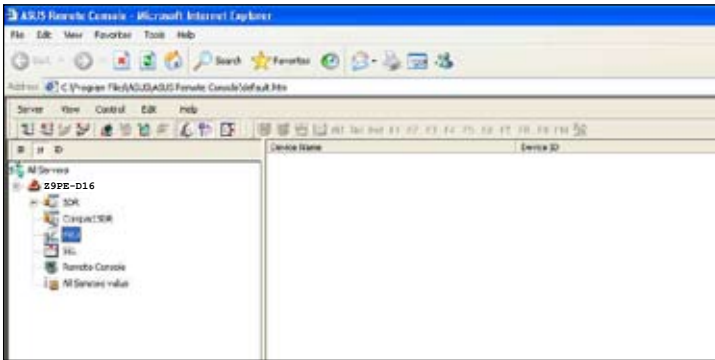 ASUS Remote Console - Microsoft Internet Explorer
File Edit View Favorites Tools Help
Back Search Favorites
Address C:\Program Files\ASUS\ASUS Remote Console\default.htm
Server View Control Edit Help
Device Name Device ID
All Servers
Z9PE-D16
SDR
Compact SDR
FRU
SEL
Remote Console
All Sensors value